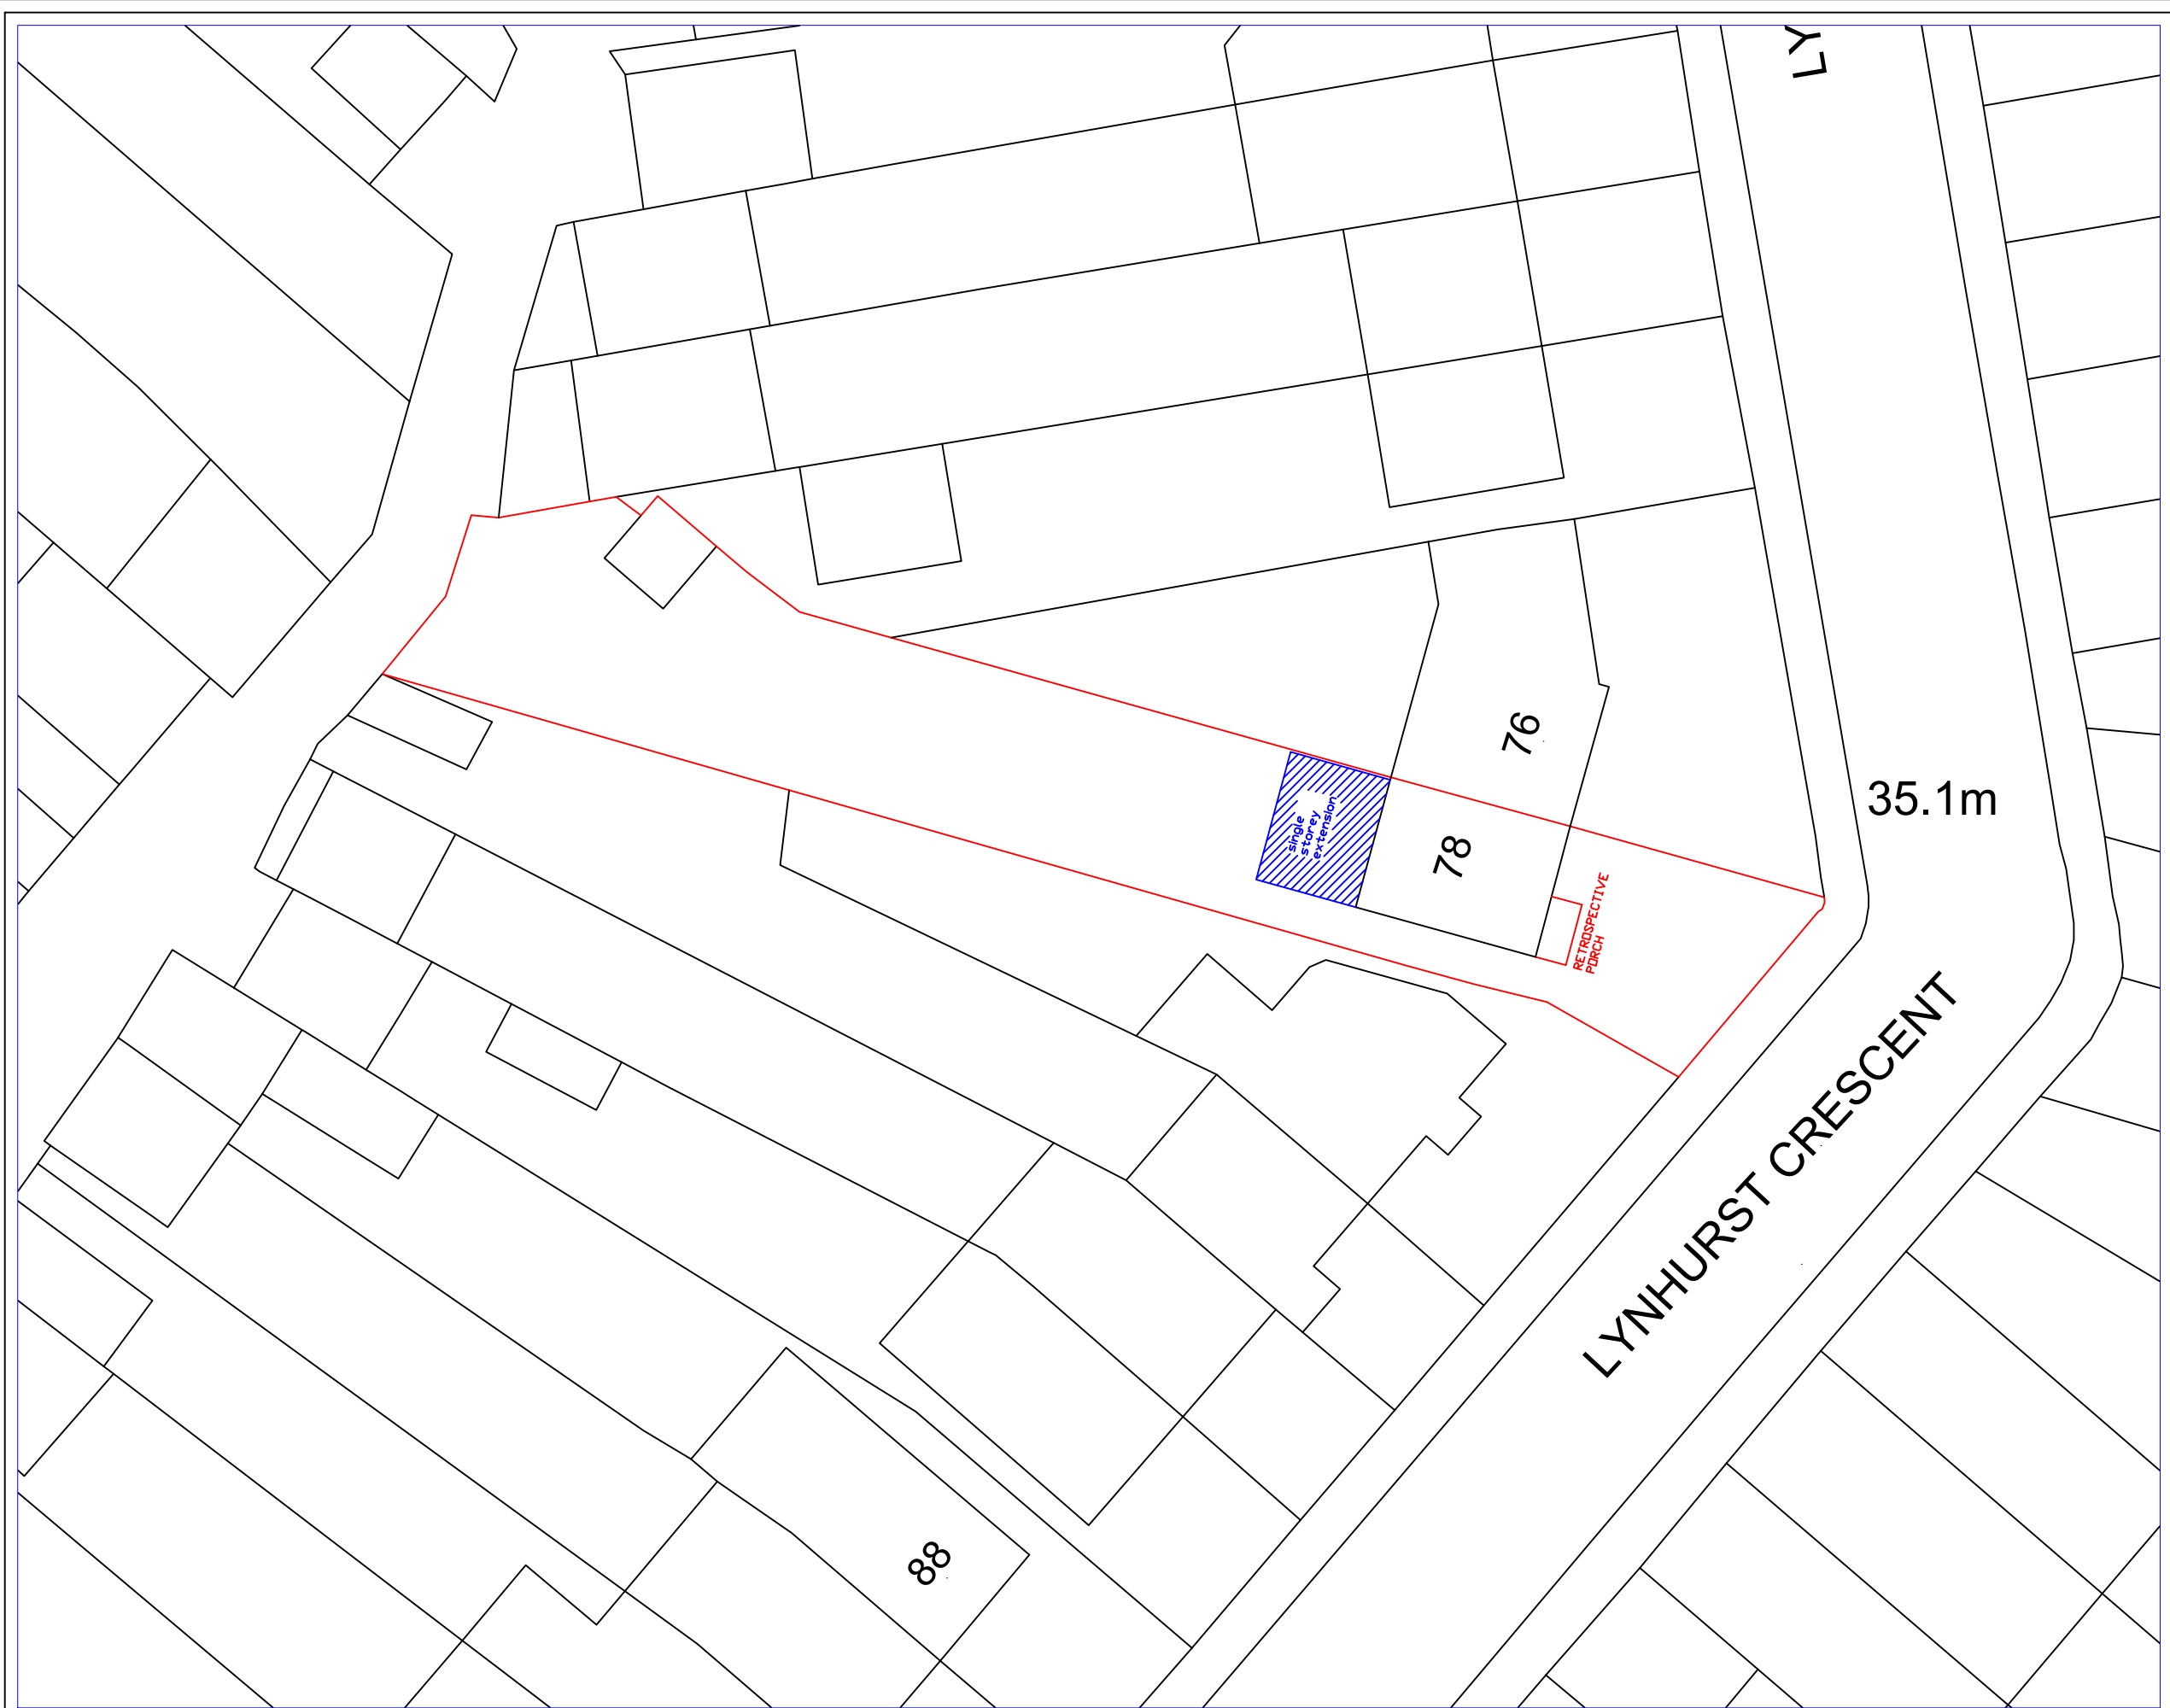 LY
76
35.1m
78
single
storey
extension
RETROSPECTIVE
PORCH
LYNHURST CRESCENT
88